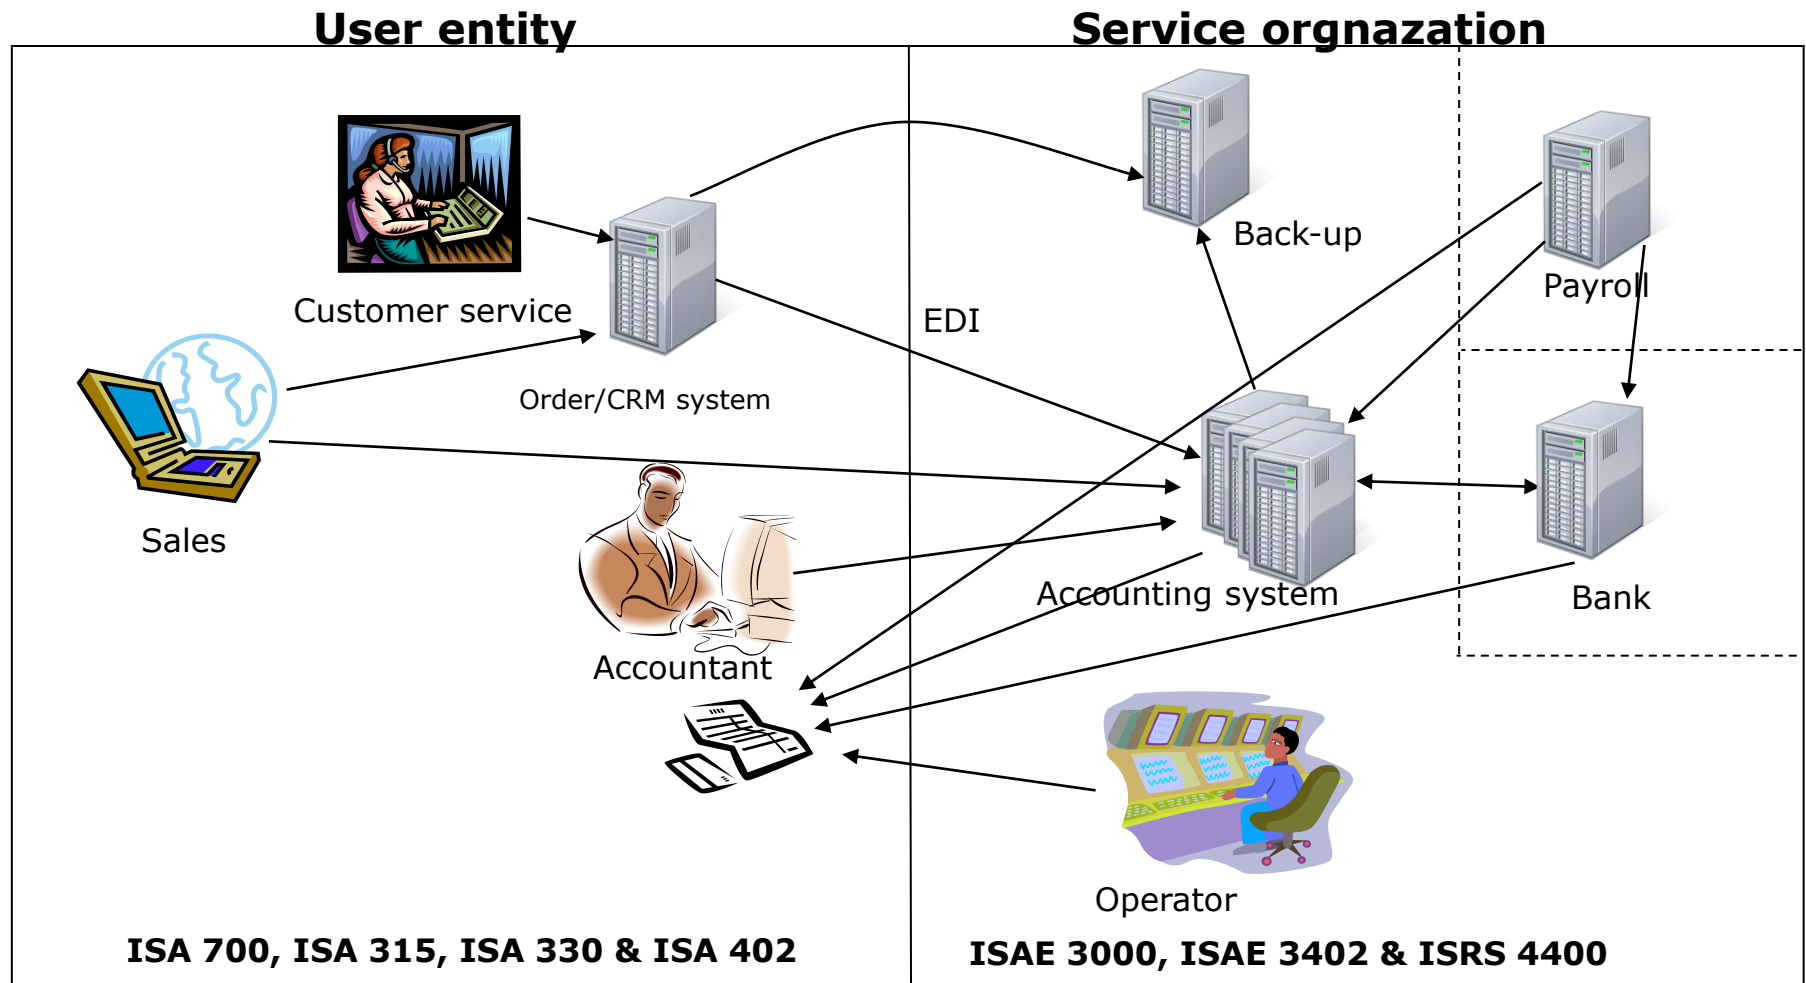 User entity
Service orgnazation
Back-up
Payroll
Customer service
EDI
Order/CRM system
Sales
Accounting system
Bank
Accountant
Operator
ISA 700, ISA 315, ISA 330 & ISA 402
ISAE 3000, ISAE 3402 & ISRS 4400